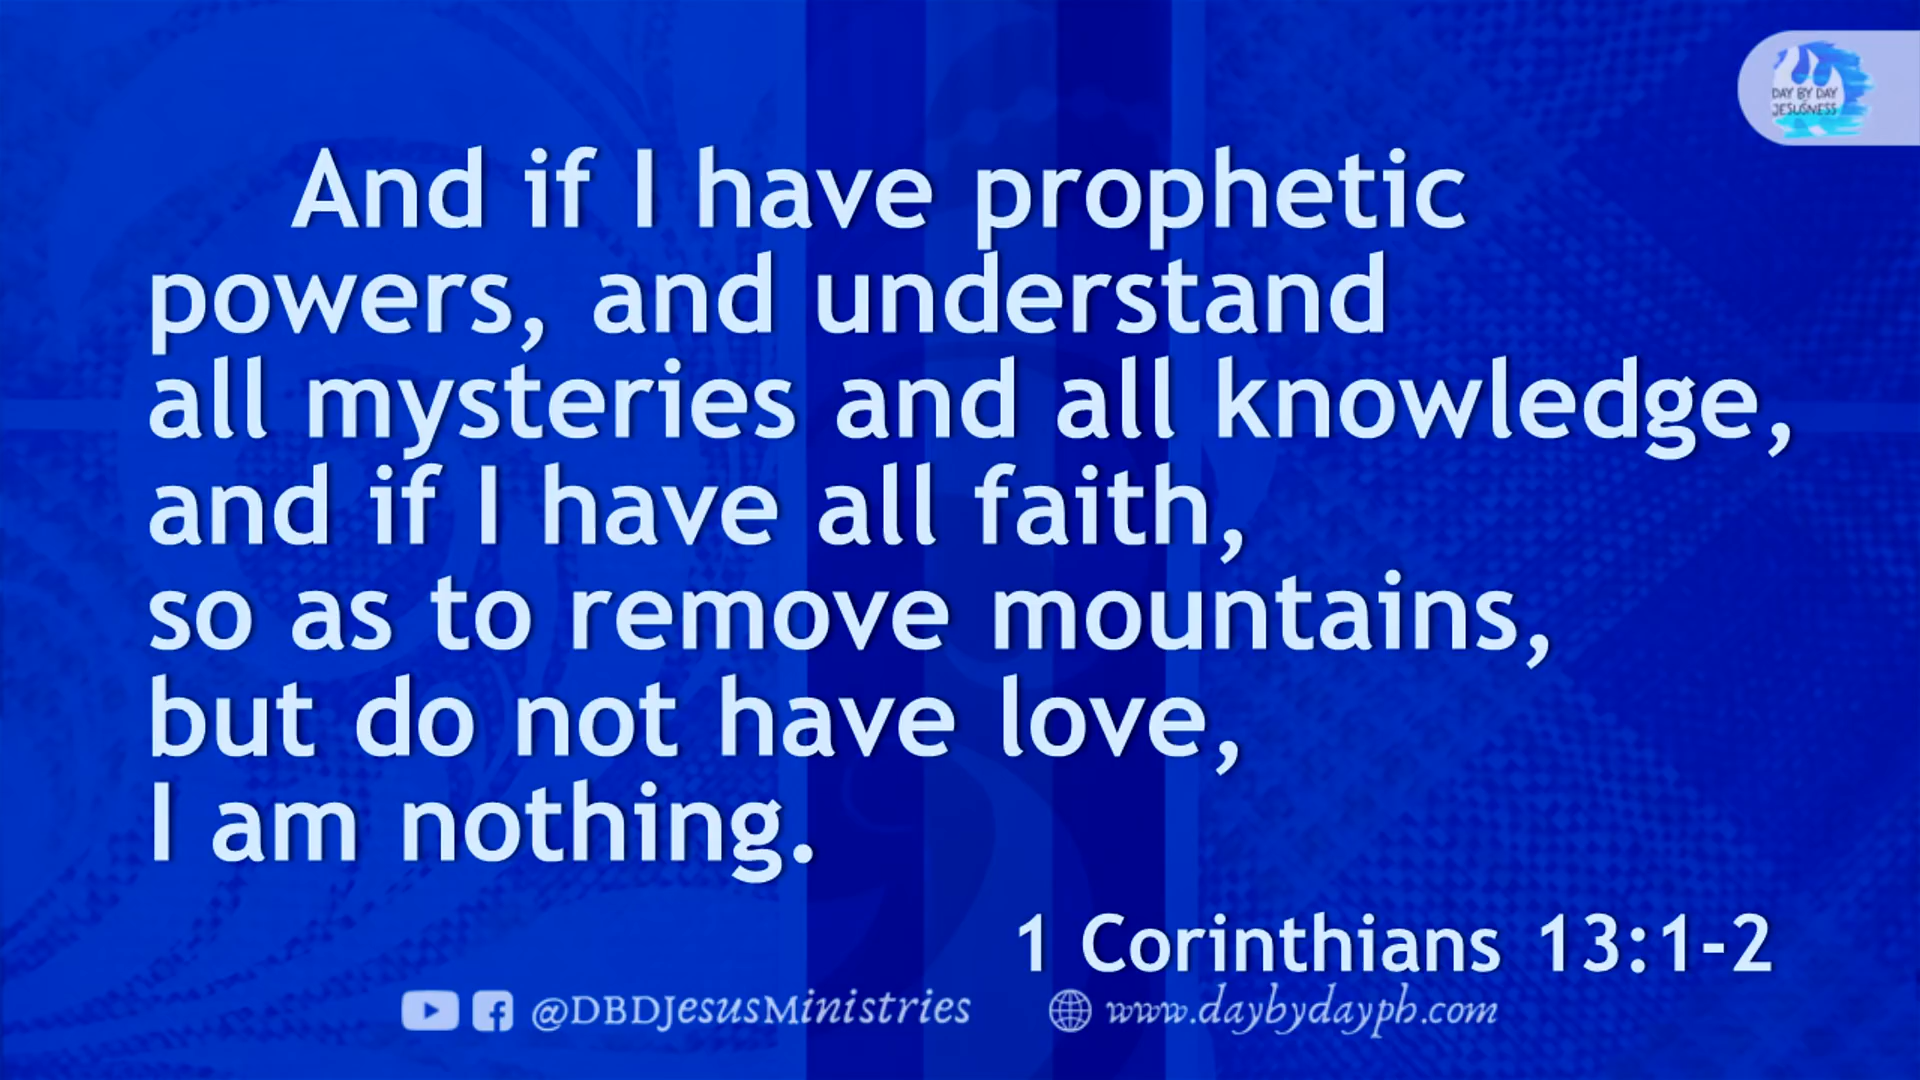 DAY BY DAY
JESUSNESS
And if I have prophetic
powers, and understand
all mysteries and all knowledge,
and if I have all faith,
so as to remove mountains,
but do not have love,
I am nothing.
1 Corinthians 13:1-2
@DBDJesusMinistries www.daybydayph.com